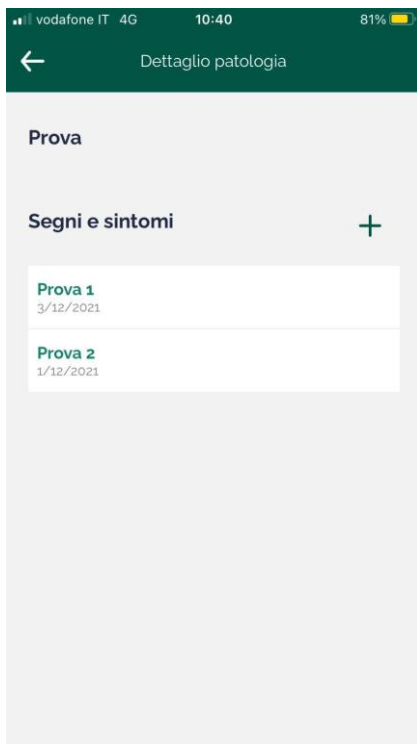 vodafone IT 4G 10:40 81%
Dettaglio patologia
Prova
Segni e sintomi
Prova 1
3/12/2021
Prova 2
1/12/2021